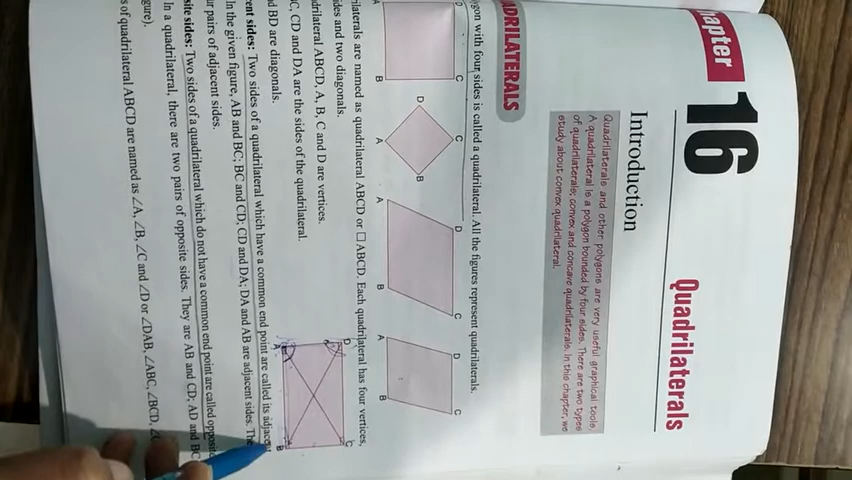 hapter 16
Quadrilaterals
Introduction
Quadrilaterals and other polygons are very useful graphical tools.
A quadrilateral is a polygon bounded by four sides. There are two types
of quadrilaterals; convex and concave quadrilaterals. In this chapter, we
study about convex quadrilateral.
ADRILATERALS
ygon with four sides is called a quadrilateral. All the figures represent quadrilaterals.
D C D C D C D C
A B A B A B A B
rilaterals are named as quadrilateral ABCD or □ ABCD. Each quadrilateral has four vertices,
ides and two diagonals.
drilateral ABCD, A, B, C and D are vertices.
BC, CD and DA are the sides of the quadrilateral.
nd BD are diagonals.
D C
A B
cent sides: Two sides of a quadrilateral which have a common end point are called its adjacent
In the given figure, AB and BC; BC and CD; CD and DA; DA and AB are adjacent sides. The
ur pairs of adjacent sides.
site sides: Two sides of a quadrilateral which do not have a common end point are called opposite
In a quadrilateral, there are two pairs of opposite sides. They are AB and CD; AD and BC
gure).
s of quadrilateral ABCD are named as ∠A, ∠B, ∠C and ∠D or ∠DAB, ∠ABC, ∠BCD,